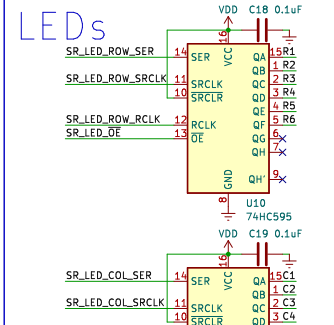 LEDs
VDD C18 0.1uF
16
VCC
SR_LED_ROW_SER 14 SER QA 15 R1
QB 1 R2
SR_LED_ROW_SRCLK 11 SRCLK QC 2 R3
10 SRCLR QD 3 R4
QE 4 R5
SR_LED_ROW_RCLK 12 RCLK QF 5 R6
SR_LED_OE 13 OE QG 6
QH 7
QH' 9
GND
8
U10
74HC595
VDD C19 0.1uF
16
VCC
SR_LED_COL_SER 14 SER QA 15 C1
QB 1 C2
SR_LED_COL_SRCLK 11 SRCLK QC 2 C3
10 SRCLR QD 3 C4